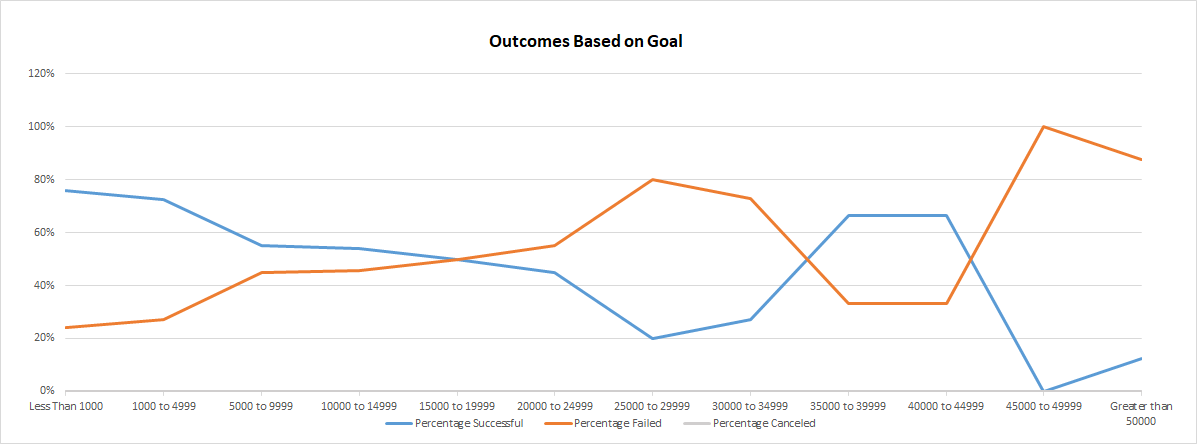 Outcomes Based on Goal
120%
100%
80%
60%
40%
20%
0%
Less Than 1000 1000 to 4999 5000 to 9999 10000 to 14999 15000 to 19999 20000 to 24999 25000 to 29999 30000 to 34999 35000 to 39999 40000 to 44999 45000 to 49999 Greater than
50000
Percentage Successful Percentage Failed Percentage Canceled